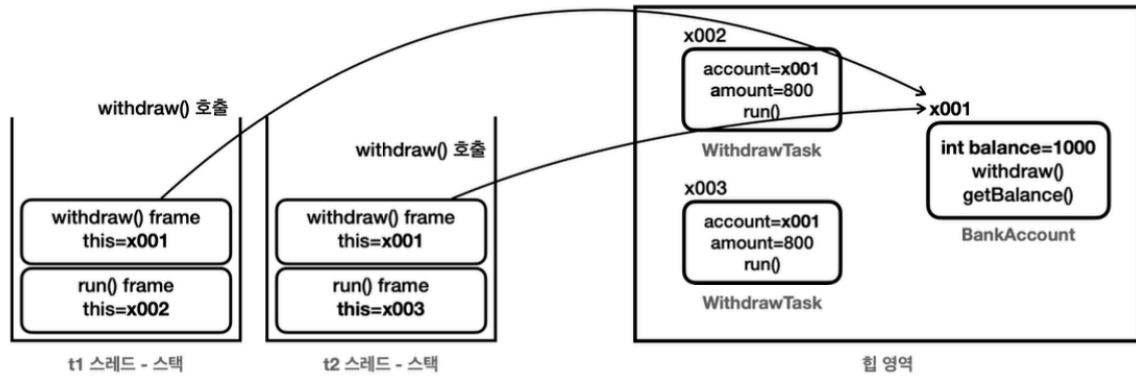 withdraw() 호출
withdraw() frame
this=x001
run() frame
this=x002
t1 스레드 - 스택
withdraw() 호출
withdraw() frame
this=x001
run() frame
this=x003
t2 스레드 - 스택
x002
account=x001
amount=800
run()
WithdrawTask
x003
account=x001
amount=800
run()
WithdrawTask
x001
int balance=1000
withdraw()
getBalance()
BankAccount
힙 영역